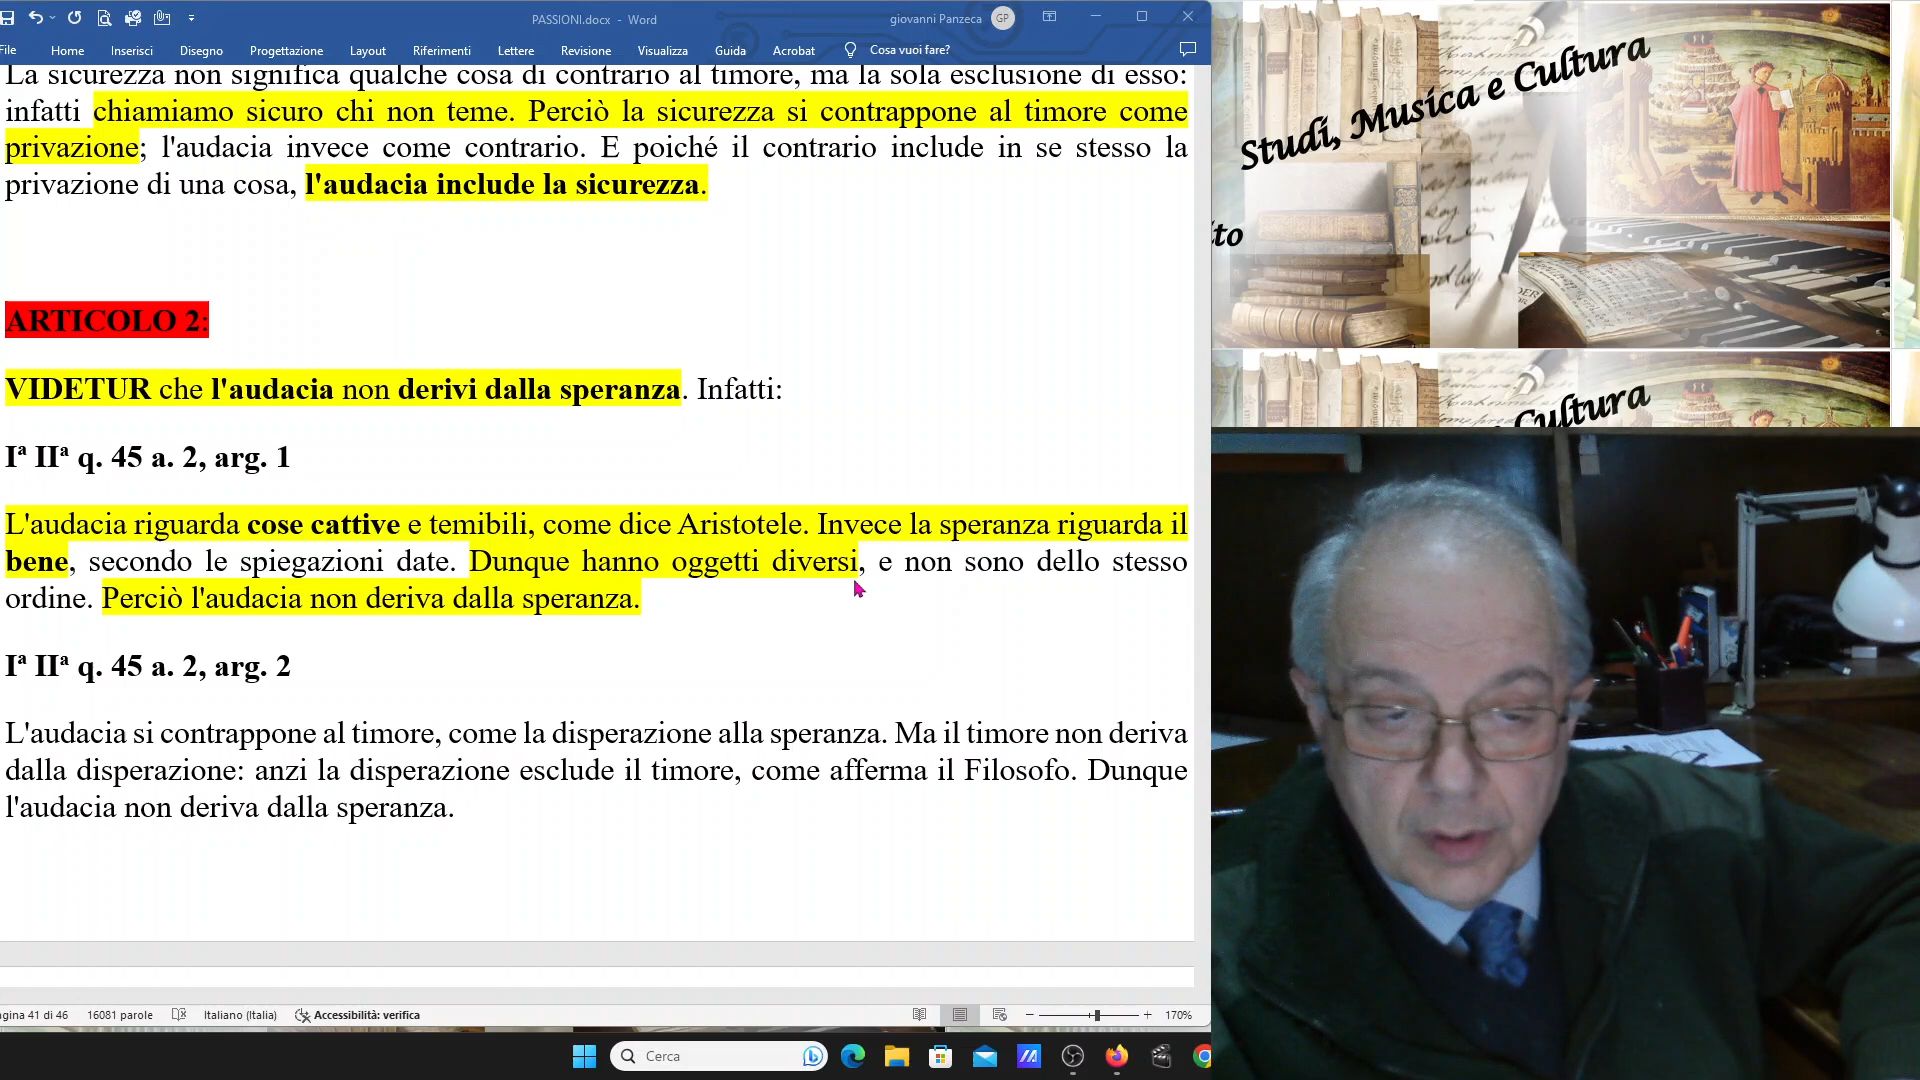 PASSIONI.docx - Word
giovanni Panzeca
GP
File Home Inserisci Disegno Progettazione Layout Riferimenti Lettere Revisione Visualizza Guida Acrobat Cosa vuoi fare?
La sicurezza non significa qualche cosa di contrario al timore, ma la sola esclusione di esso:
infatti chiamiamo sicuro chi non teme. Perciò la sicurezza si contrappone al timore come
privazione; l'audacia invece come contrario. E poiché il contrario include in se stesso la
privazione di una cosa, l'audacia include la sicurezza.
ARTICOLO 2:
VIDETUR che l'audacia non derivi dalla speranza. Infatti:
Iª IIª q. 45 a. 2, arg. 1
L'audacia riguarda cose cattive e temibili, come dice Aristotele. Invece la speranza riguarda il
bene, secondo le spiegazioni date. Dunque hanno oggetti diversi, e non sono dello stesso
ordine. Perciò l'audacia non deriva dalla speranza.
Iª IIª q. 45 a. 2, arg. 2
L'audacia si contrappone al timore, come la disperazione alla speranza. Ma il timore non deriva
dalla disperazione: anzi la disperazione esclude il timore, come afferma il Filosofo. Dunque
l'audacia non deriva dalla speranza.
agina 41 di 46 16081 parole Italiano (Italia) Accessibilità: verifica 170%
Cerca
Studi, Musica e Cultura
ito
Cultura